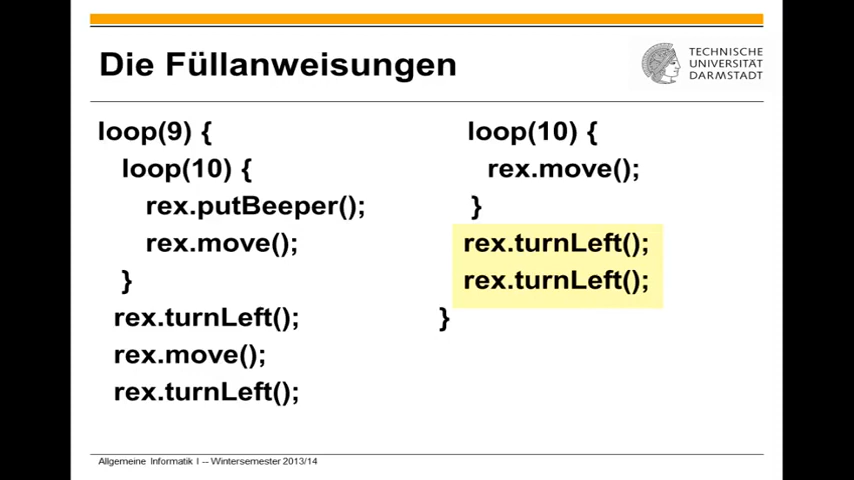 Die Füllanweisungen
TECHNISCHE
UNIVERSITÄT
DARMSTADT
loop(9) {
loop(10) {
rex.putBeeper();
rex.move();
}
rex.turnLeft();
rex.move();
rex.turnLeft();
loop(10) {
rex.move();
}
rex.turnLeft();
rex.turnLeft();
}
Allgemeine Informatik I -- Wintersemester 2013/14